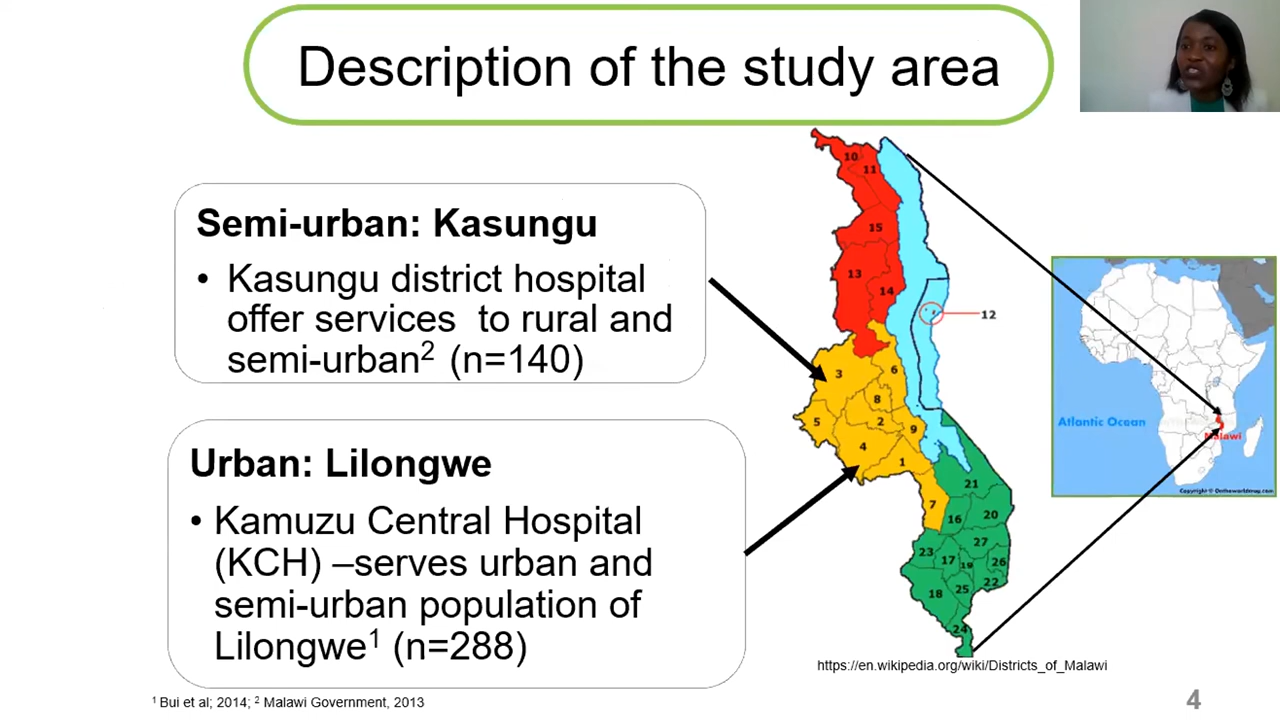 Description of the study area
Semi-urban: Kasungu
• Kasungu district hospital
offer services to rural and
semi-urban² (n=140)
Urban: Lilongwe
• Kamuzu Central Hospital
(KCH) –serves urban and
semi-urban population of
Lilongwe¹ (n=288)
10
11
15
13
14
12
3
6
8
5
2
9
4
1
7
21
16
20
27
23
17
19
26
22
18
25
24
Atlantic Ocean
Malawi
Copyright © Ontheworldmap.com
https://en.wikipedia.org/wiki/Districts_of_Malawi
¹ Bui et al; 2014; ² Malawi Government, 2013
4